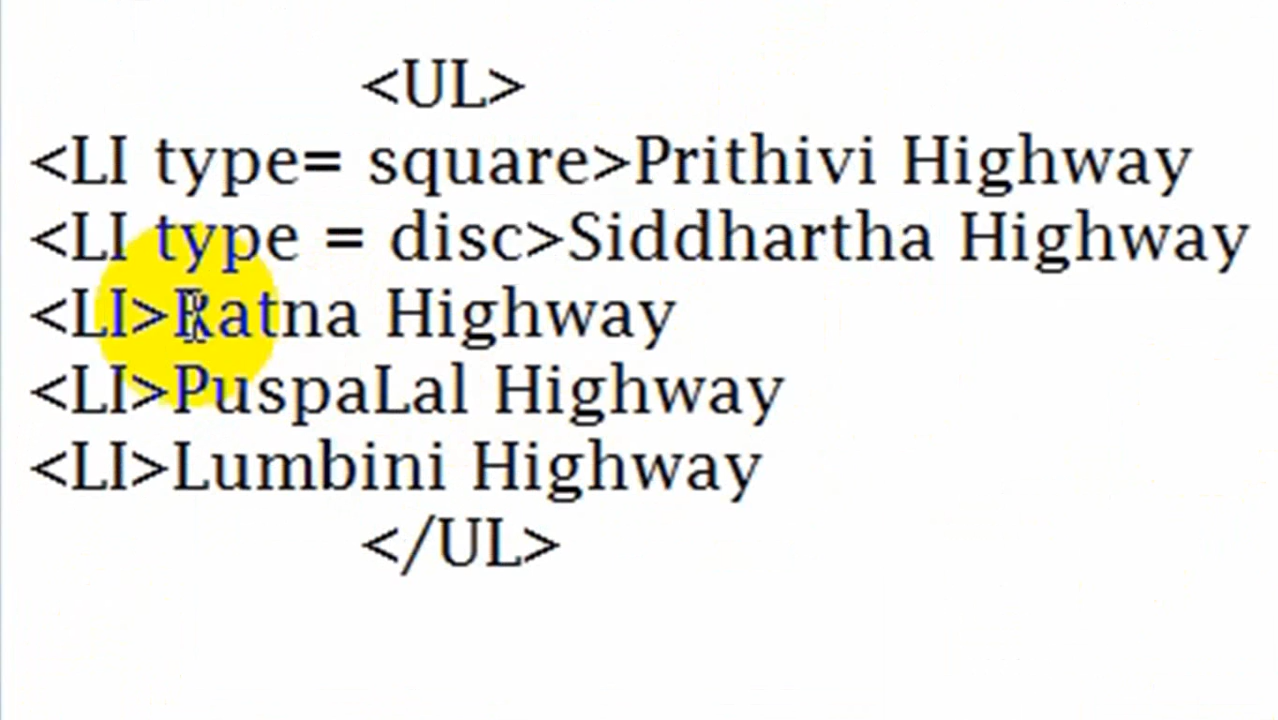 <UL>
<LI type= square>Prithivi Highway
<LI type = disc>Siddhartha Highway
<LI>Ratna Highway
<LI>PuspaLal Highway
<LI>Lumbini Highway
</UL>